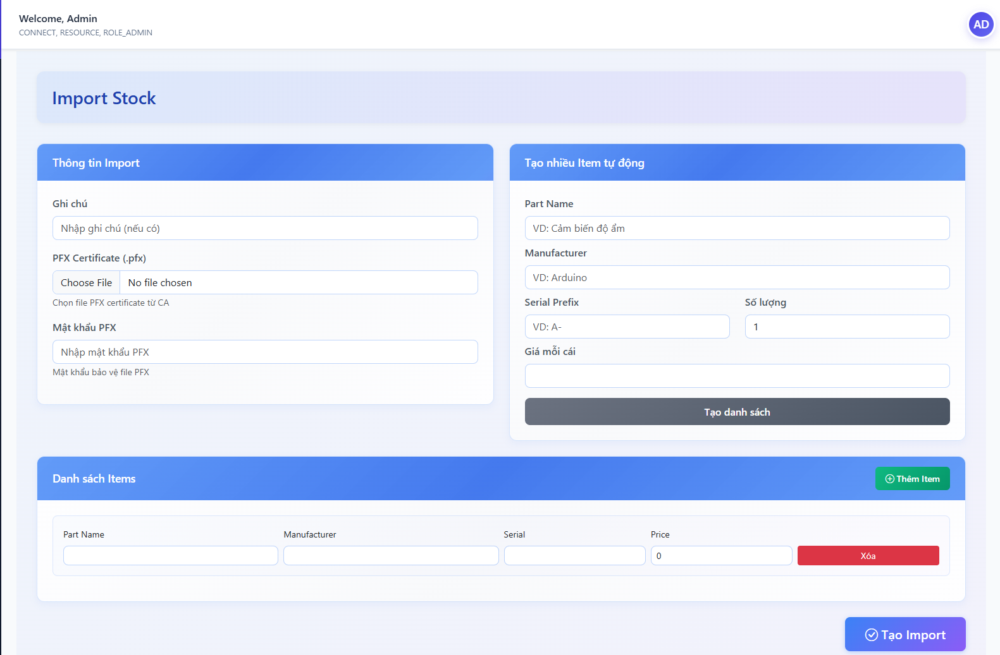 Welcome, Admin
CONNECT, RESOURCE, ROLE_ADMIN
AD
Import Stock
Thông tin Import
Ghi chú
Nhập ghi chú (nếu có)
PFX Certificate (.pfx)
Choose File No file chosen
Chọn file PFX certificate từ CA
Mật khẩu PFX
Nhập mật khẩu PFX
Mật khẩu bảo vệ file PFX
Tạo nhiều Item tự động
Part Name
VD: Cảm biến độ ẩm
Manufacturer
VD: Arduino
Serial Prefix Số lượng
VD: A- 1
Giá mỗi cái
Tạo danh sách
Danh sách Items Thêm Item
Part Name Manufacturer Serial Price
0 Xóa
Tạo Import